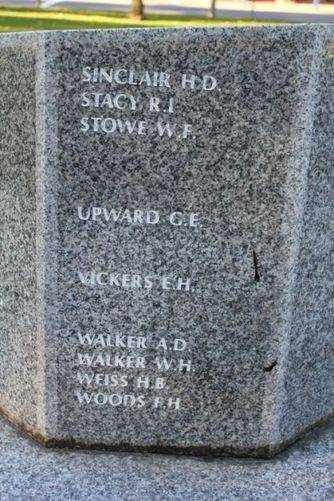 SINCLAIR H.D.
STACY R.I.
STOWE W.F.
UPWARD G.E.
VICKERS E.H.
WALKER A.D.
WALKER W.H.
WEISS H.B.
WOODS F.H.